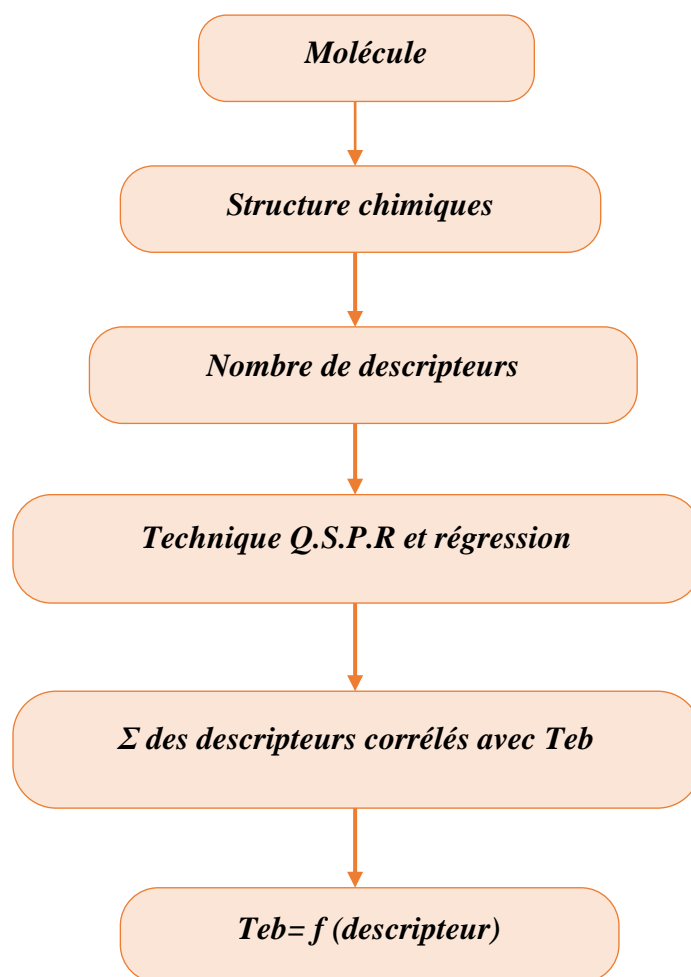 Molécule
Structure chimiques
Nombre de descripteurs
Technique Q.S.P.R et régression
Σ des descripteurs corrélés avec Teb
Teb= f (descripteur)